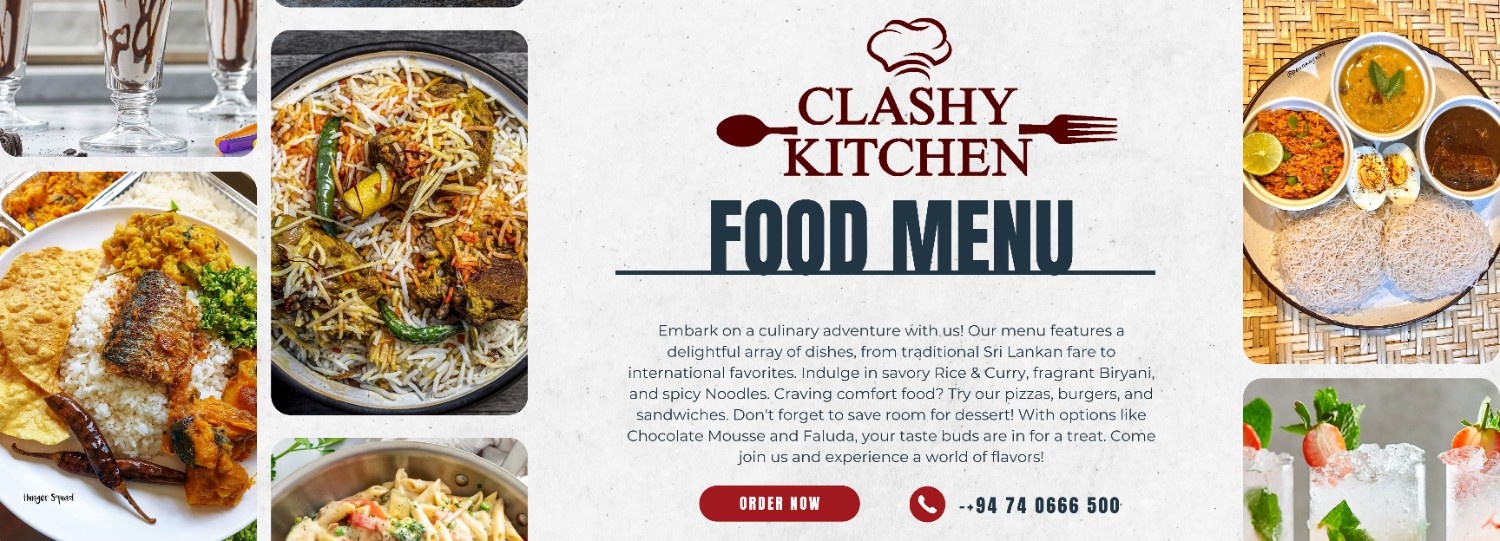 CLASHY
KITCHEN
FOOD MENU
Embark on a culinary adventure with us! Our menu features a
delightful array of dishes, from traditional Sri Lankan fare to
international favorites. Indulge in savory Rice & Curry, fragrant Biryani,
and spicy Noodles. Craving comfort food? Try our pizzas, burgers, and
sandwiches. Don't forget to save room for dessert! With options like
Chocolate Mousse and Faluda, your taste buds are in for a treat. Come
join us and experience a world of flavors!
ORDER NOW
-+94 74 0666 500
Hunger Squad